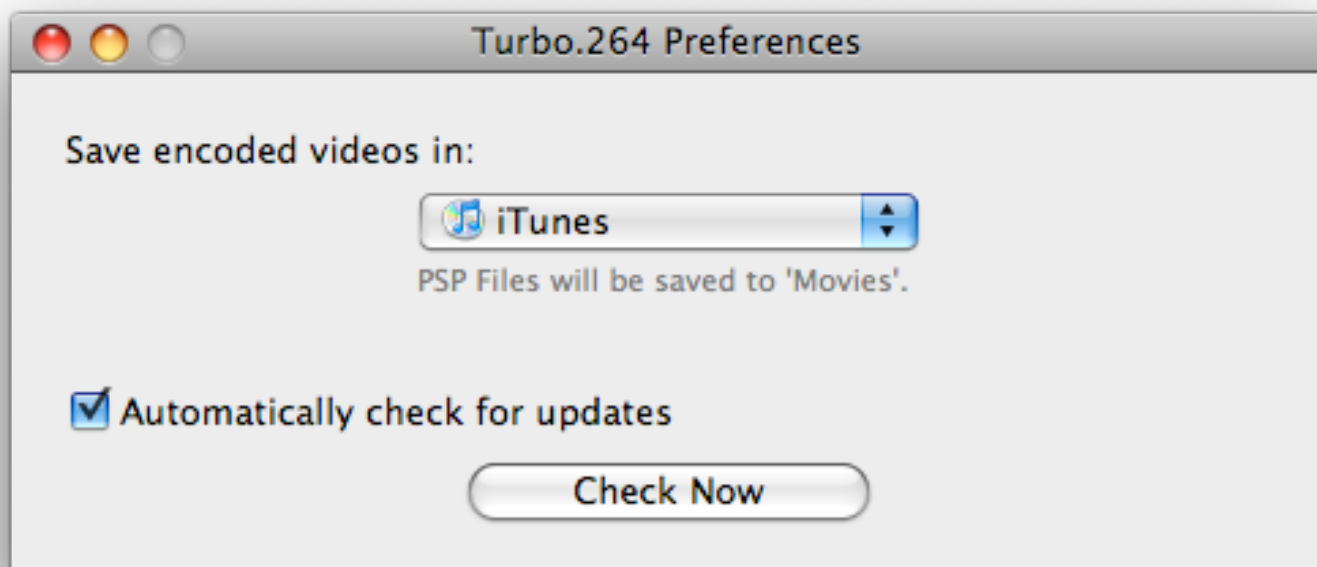 Turbo.264 Preferences
Save encoded videos in:
iTunes
PSP Files will be saved to 'Movies'.
Automatically check for updates
Check Now